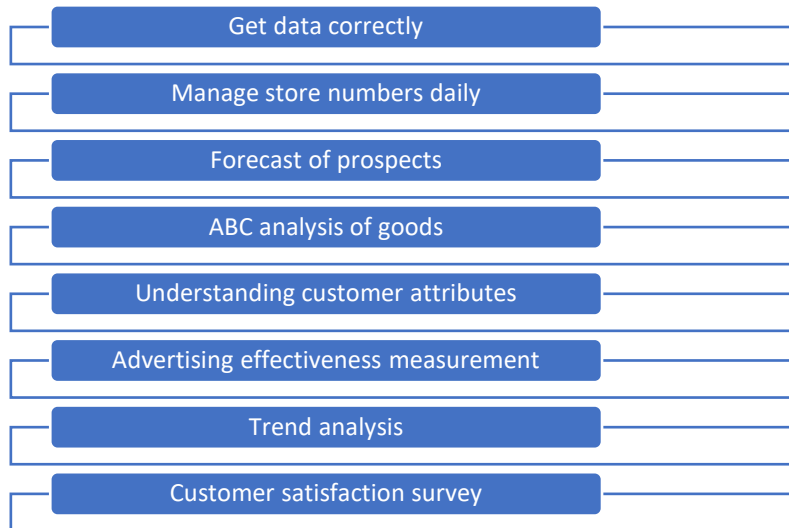 Get data correctly
Manage store numbers daily
Forecast of prospects
ABC analysis of goods
Understanding customer attributes
Advertising effectiveness measurement
Trend analysis
Customer satisfaction survey